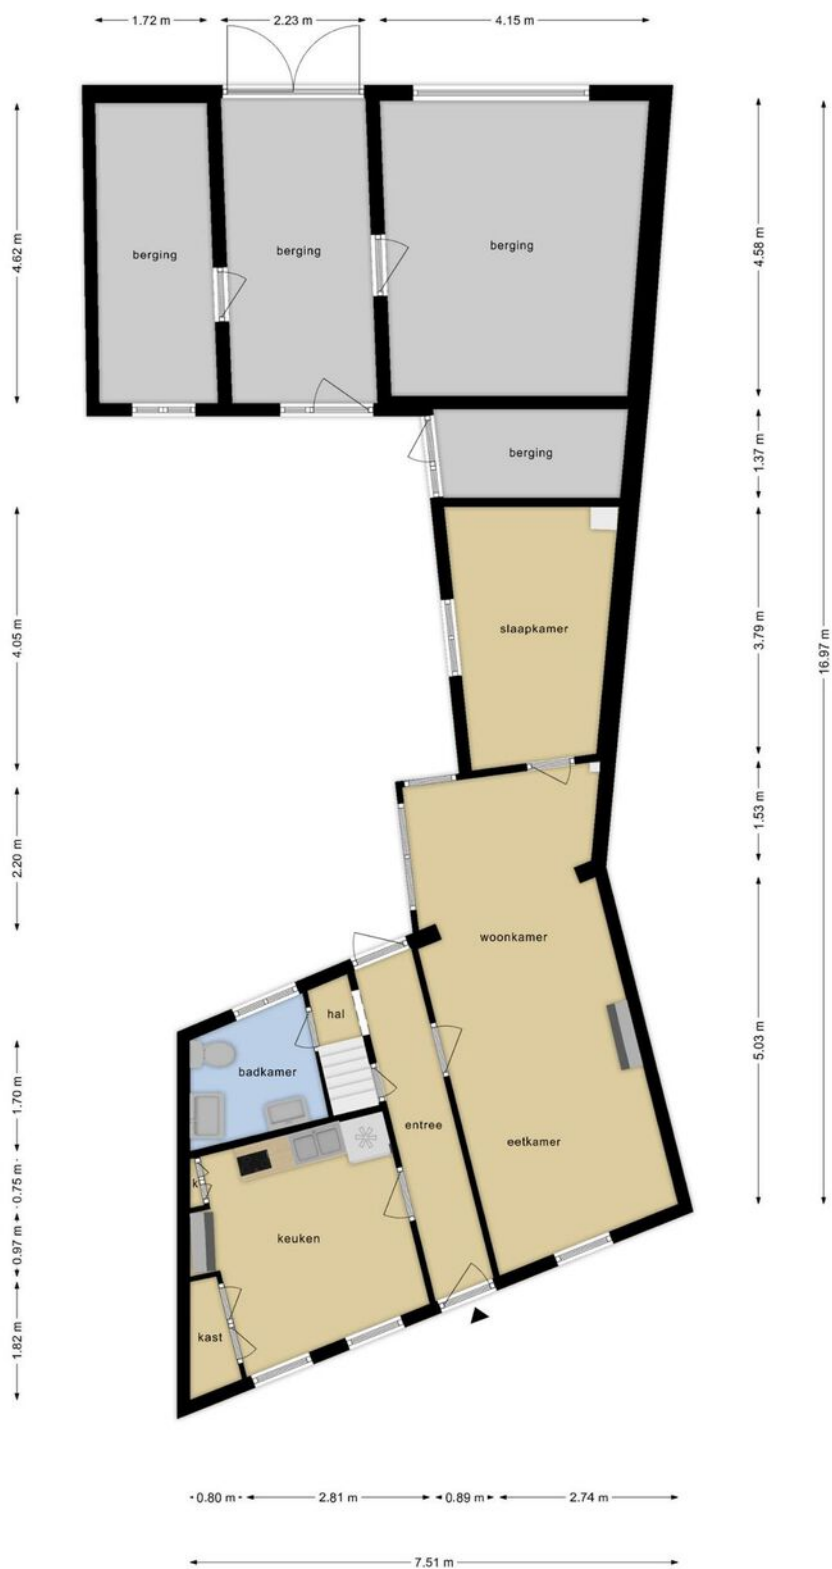 1.72 m
2.23 m
4.15 m
4.62 m
berging
berging
berging
4.58 m
16.97 m
berging
1.37 m
4.05 m
slaapkamer
3.79 m
2.20 m
1.53 m
woonkamer
hal
badkamer
1.70 m
entree
eetkamer
5.03 m
k
0.75 m
keuken
0.97 m
kast
1.82 m
0.80 m
2.81 m
0.89 m
2.74 m
7.51 m